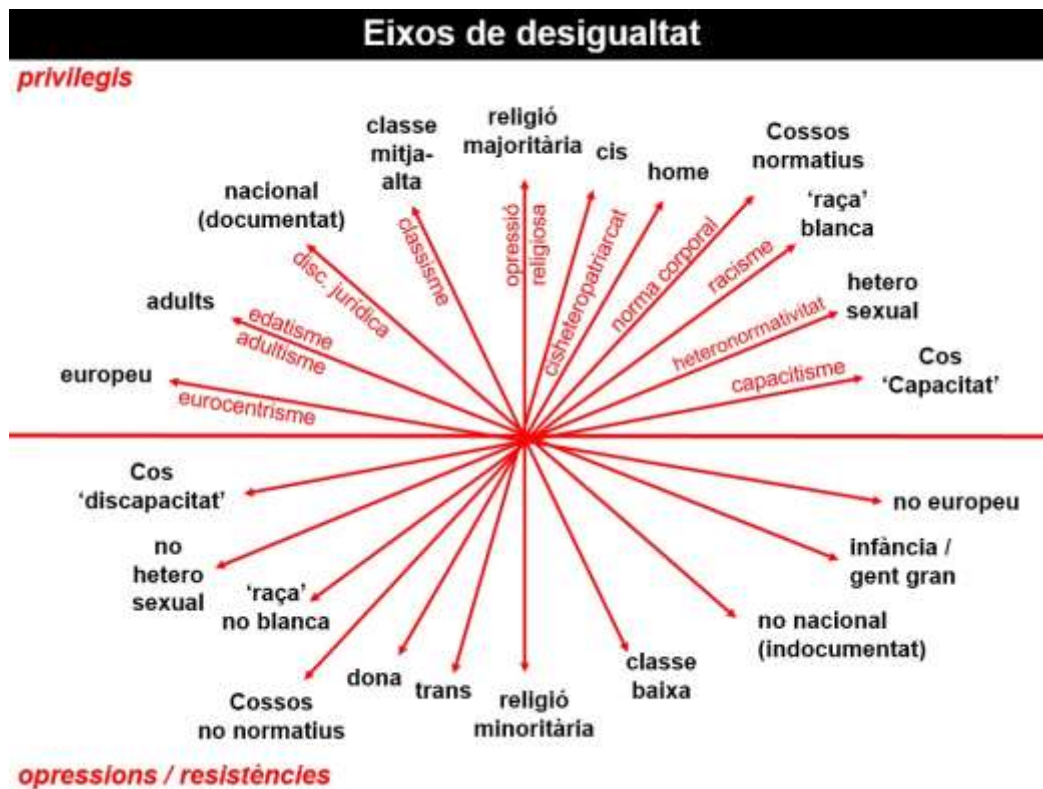 Eixos de desigualtat
privilegis
religió
majoritària
classe
mitja-
alta
cis
home
Cossos
normatius
nacional
(documentat)
'raça'
blanca
adults
hetero
sexual
europeu
Cos
'Capacitat'
eurocentrisme
edatisme
adultisme
disc. jurídica
classisme
opressió
religiosa
cisheteropatriarcat
norma corporal
racisme
heteronormativitat
capacitisme
Cos
'discapacitat'
no europeu
no
hetero
sexual
infància /
gent gran
'raça'
no blanca
no nacional
(indocumentat)
dona
trans
classe
baixa
Cossos
no normatius
religió
minoritària
opressions / resistències